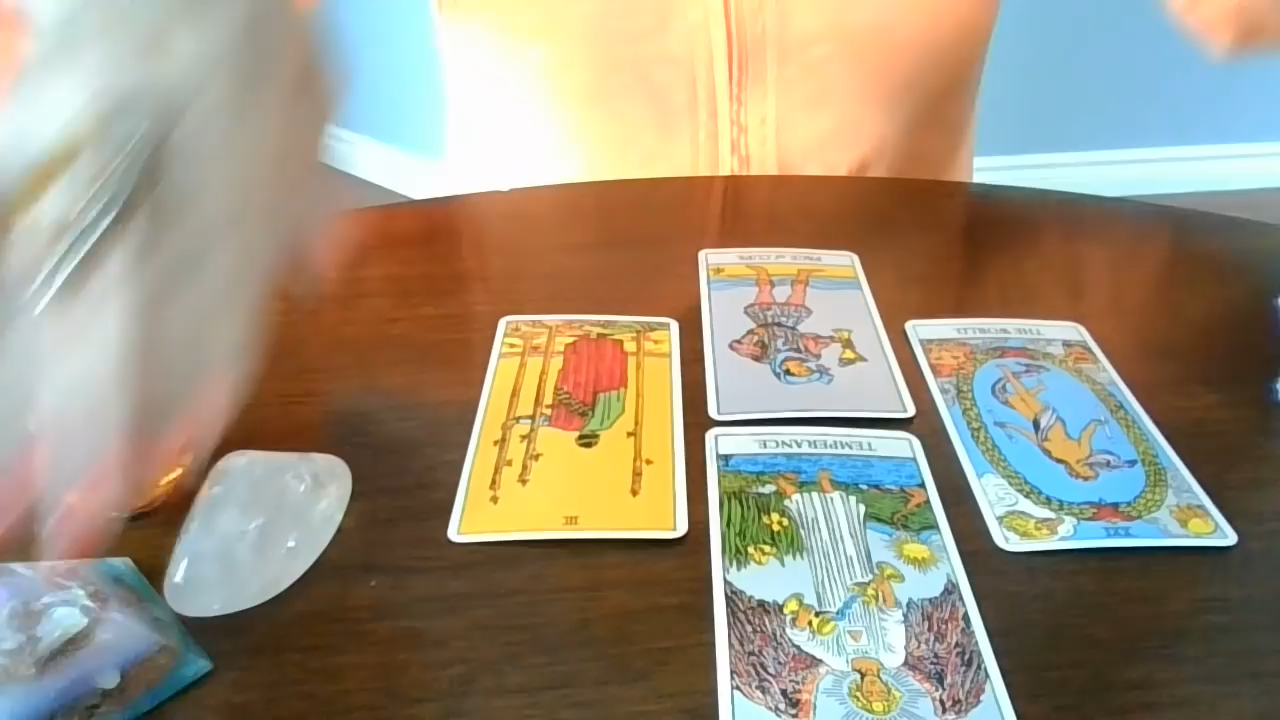 PAGE of CUPS.
THE WORLD.
III
TEMPERANCE.
XXI